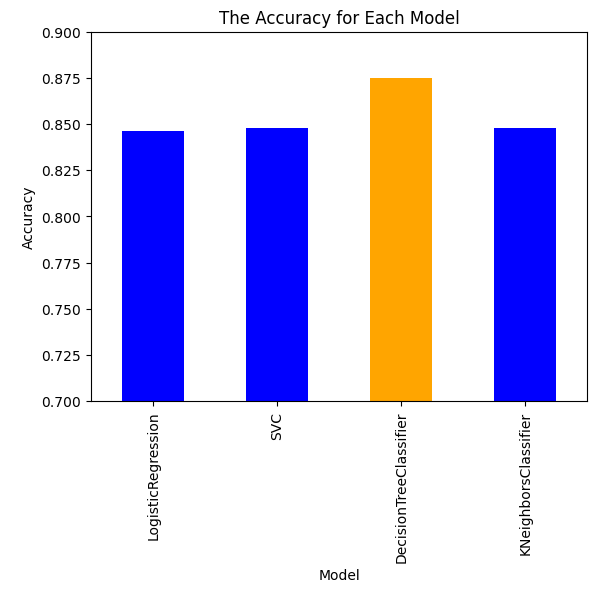 The Accuracy for Each Model
0.900
0.875
0.850
0.825
0.800
0.775
0.750
0.725
0.700
Accuracy
LogisticRegression
SVC
DecisionTreeClassifier
KNeighborsClassifier
Model